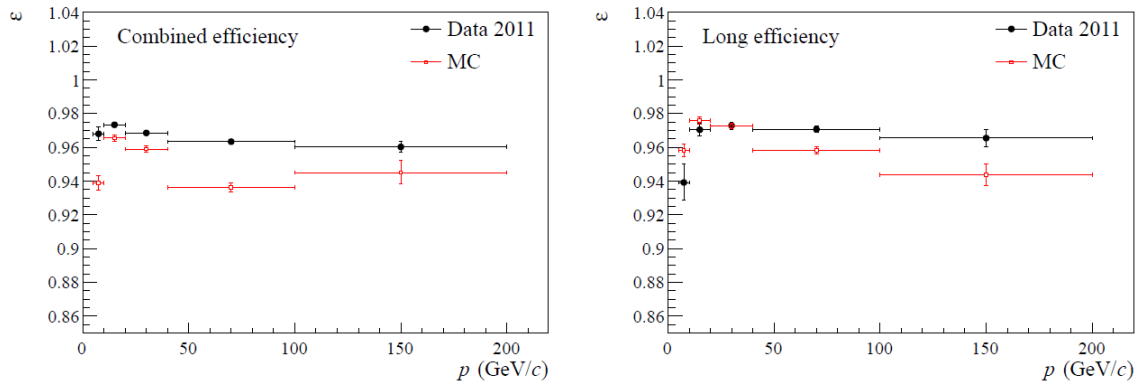 ε
1.04
1.02
1
0.98
0.96
0.94
0.92
0.9
0.88
0.86
Combined efficiency
Data 2011
MC
0 50 100 150 200
p (GeV/c)
ε
1.04
1.02
1
0.98
0.96
0.94
0.92
0.9
0.88
0.86
Long efficiency
Data 2011
MC
0 50 100 150 200
p (GeV/c)